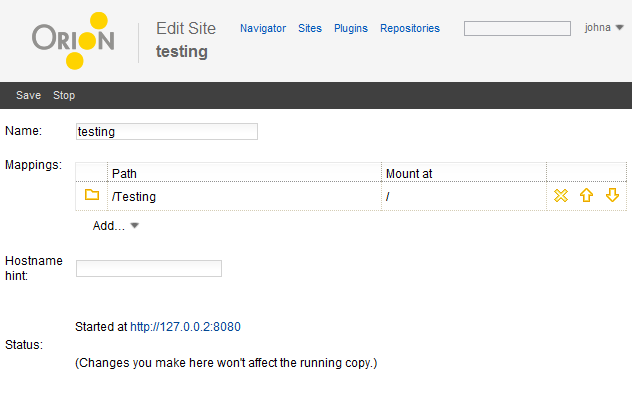 ORION
Edit Site
testing
Navigator Sites Plugins Repositories
johna
Save Stop
Name: testing
Mappings:
Path Mount at
/Testing /
Add...
Hostname
hint:
Started at http://127.0.0.2:8080
Status:
(Changes you make here won't affect the running copy.)